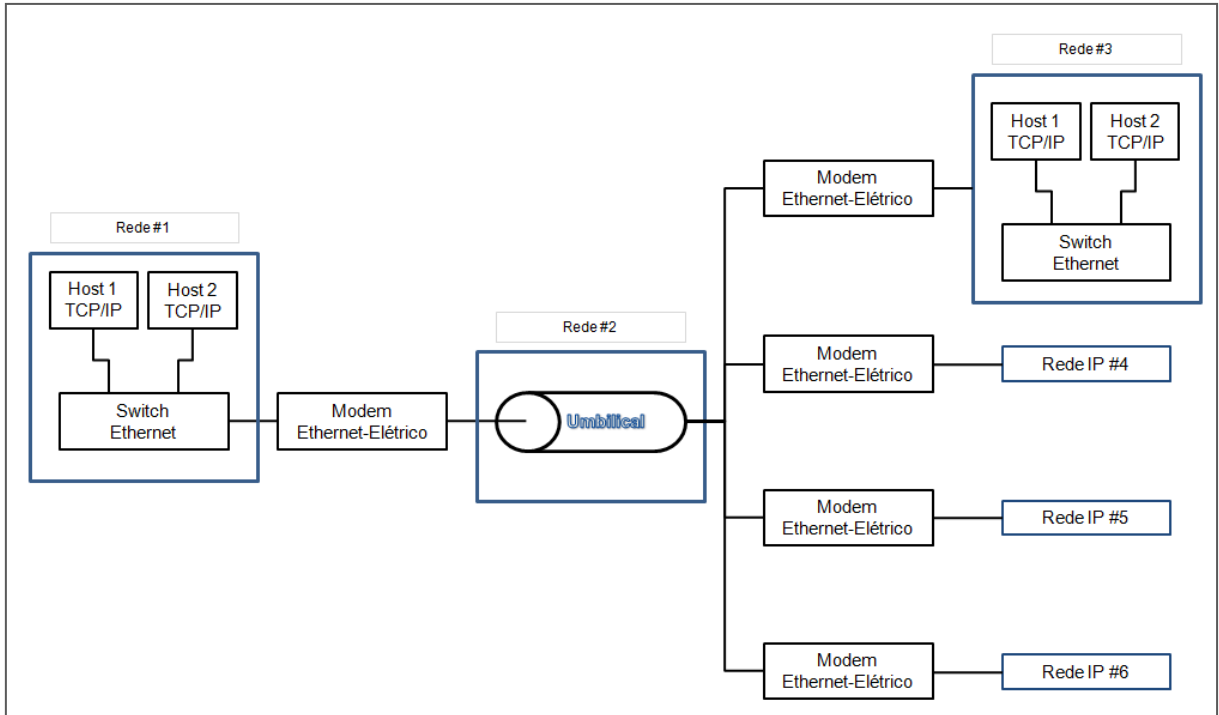 Rede #3
Host 1
TCP/IP
Host 2
TCP/IP
Switch
Ethernet
Modem
Ethernet-Elétrico
Rede #1
Host 1
TCP/IP
Host 2
TCP/IP
Switch
Ethernet
Modem
Ethernet-Elétrico
Rede #2
Umbilical
Modem
Ethernet-Elétrico
Rede IP #4
Modem
Ethernet-Elétrico
Rede IP #5
Modem
Ethernet-Elétrico
Rede IP #6